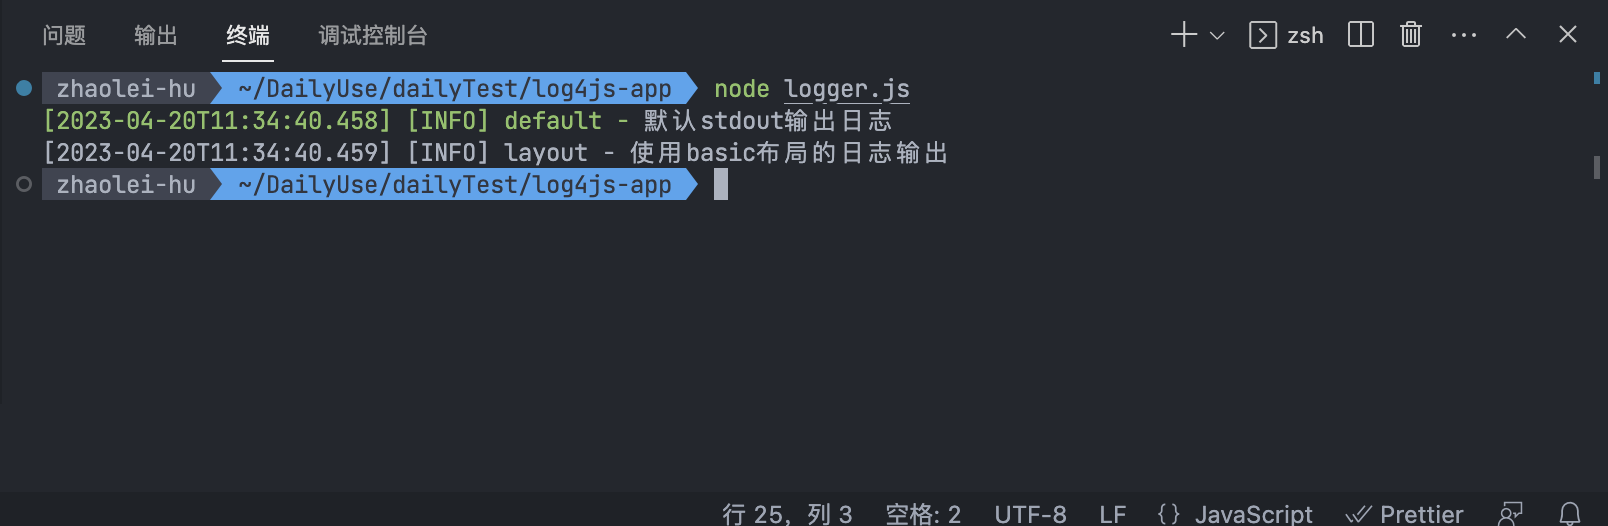 问题 输出 终端 调试控制台 zsh
zhaolei-hu ~/DailyUse/dailyTest/log4js-app node logger.js
[2023-04-20T11:34:40.458] [INFO] default - 默认stdout输出日志
[2023-04-20T11:34:40.459] [INFO] layout - 使用basic布局的日志输出
zhaolei-hu ~/DailyUse/dailyTest/log4js-app
行 25，列 3 空格: 2 UTF-8 LF {} JavaScript Prettier